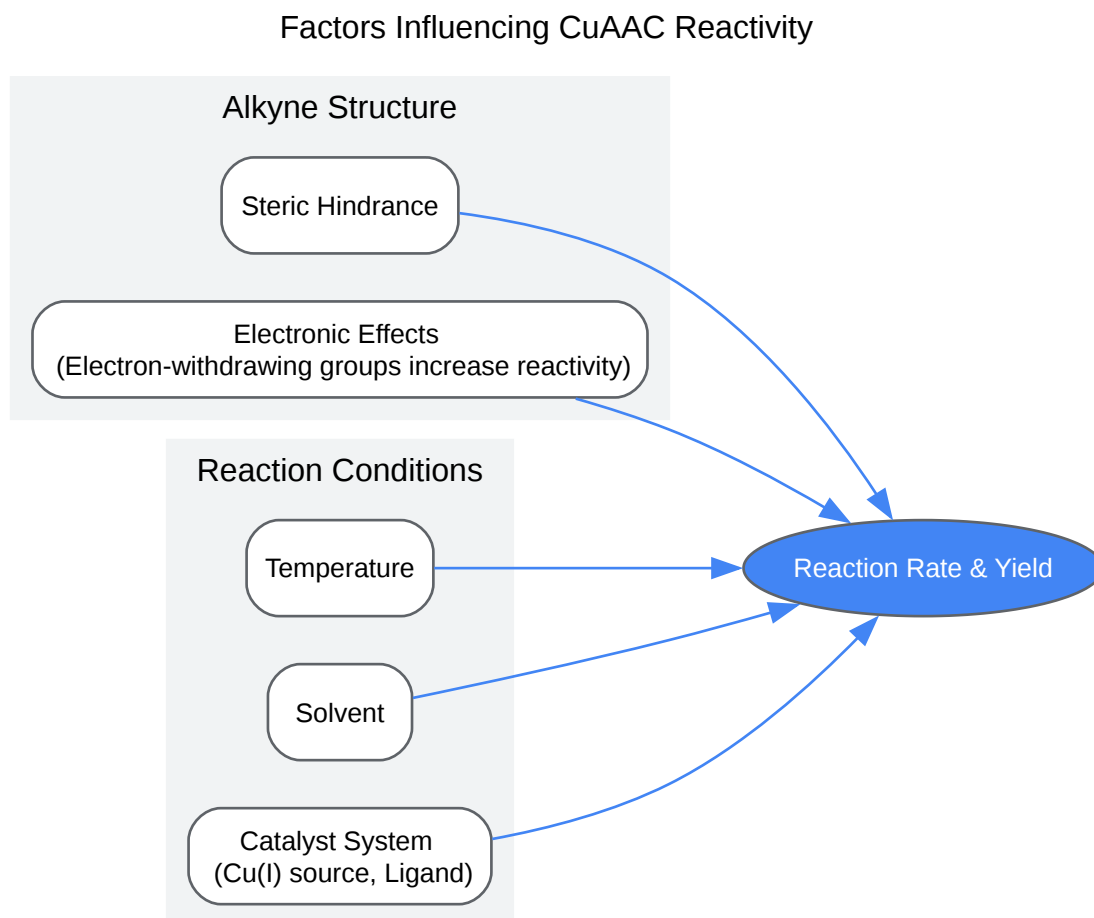 Factors Influencing CuAAC Reactivity
Alkyne Structure
Steric Hindrance
Electronic Effects
(Electron-withdrawing groups increase reactivity)
Reaction Conditions
Temperature
Reaction Rate & Yield
Solvent
Catalyst System
(Cu(I) source, Ligand)